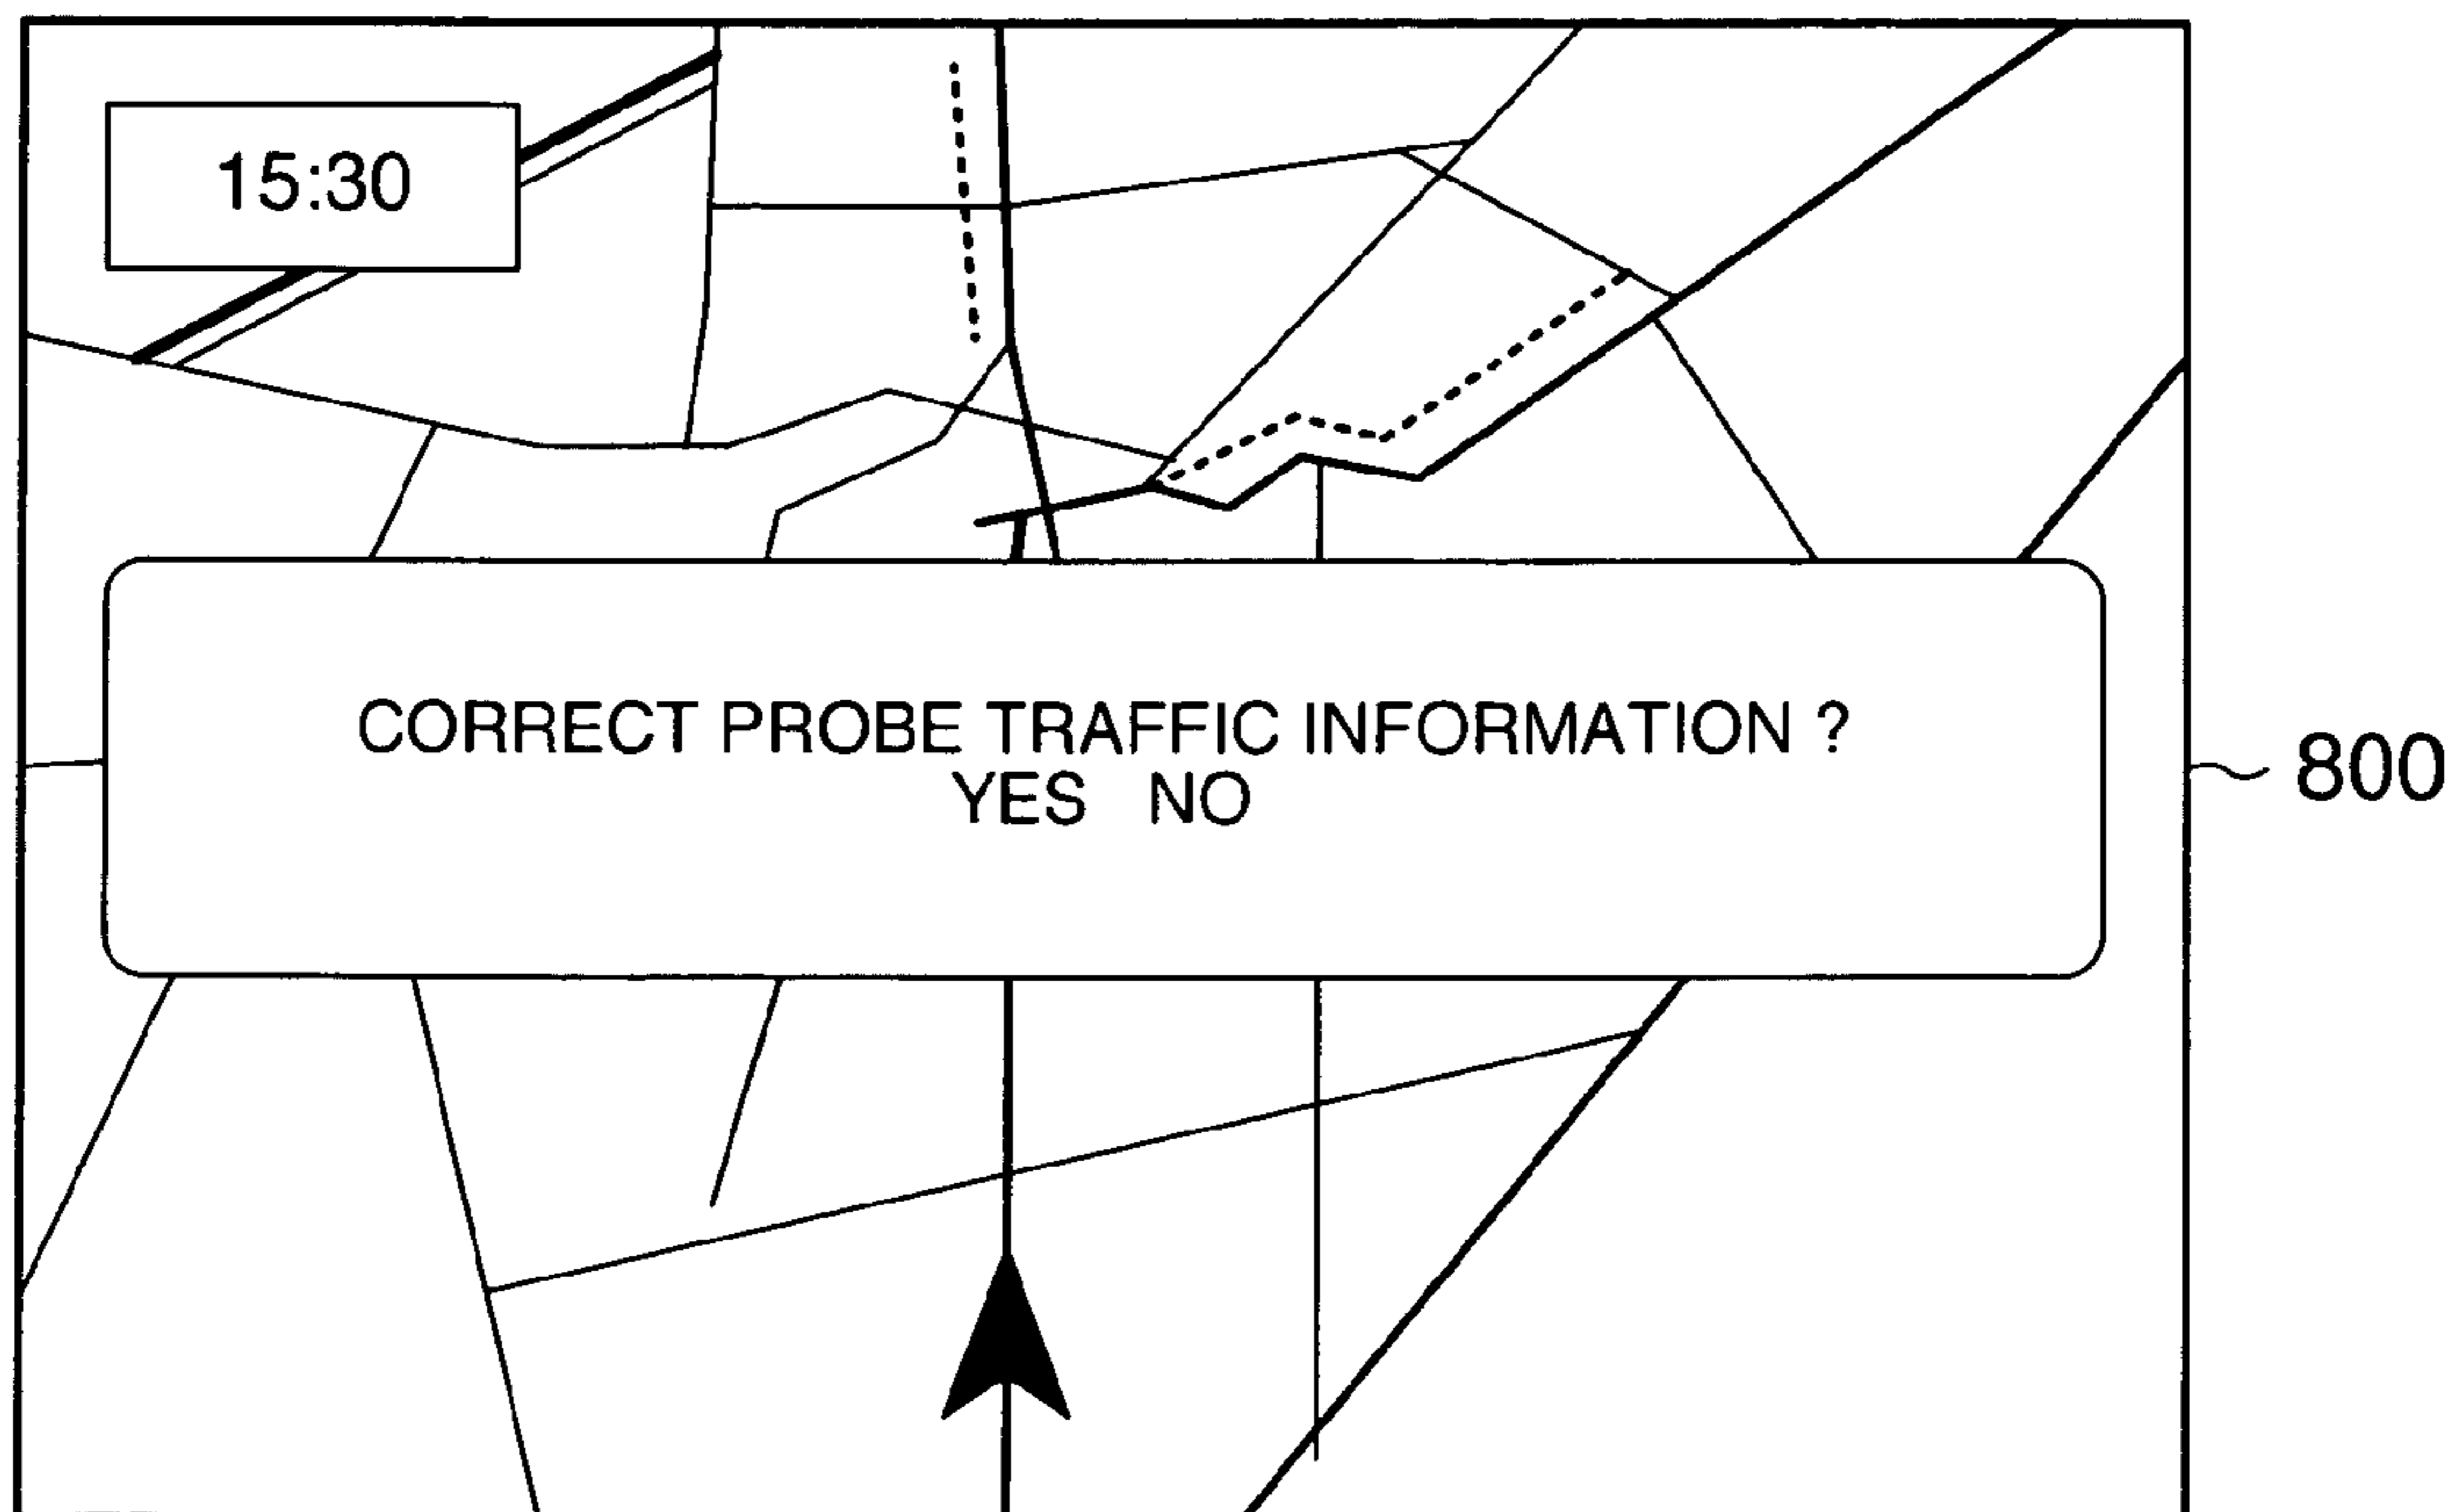 15:30
CORRECT PROBE TRAFFIC INFORMATION ?
YES NO
800